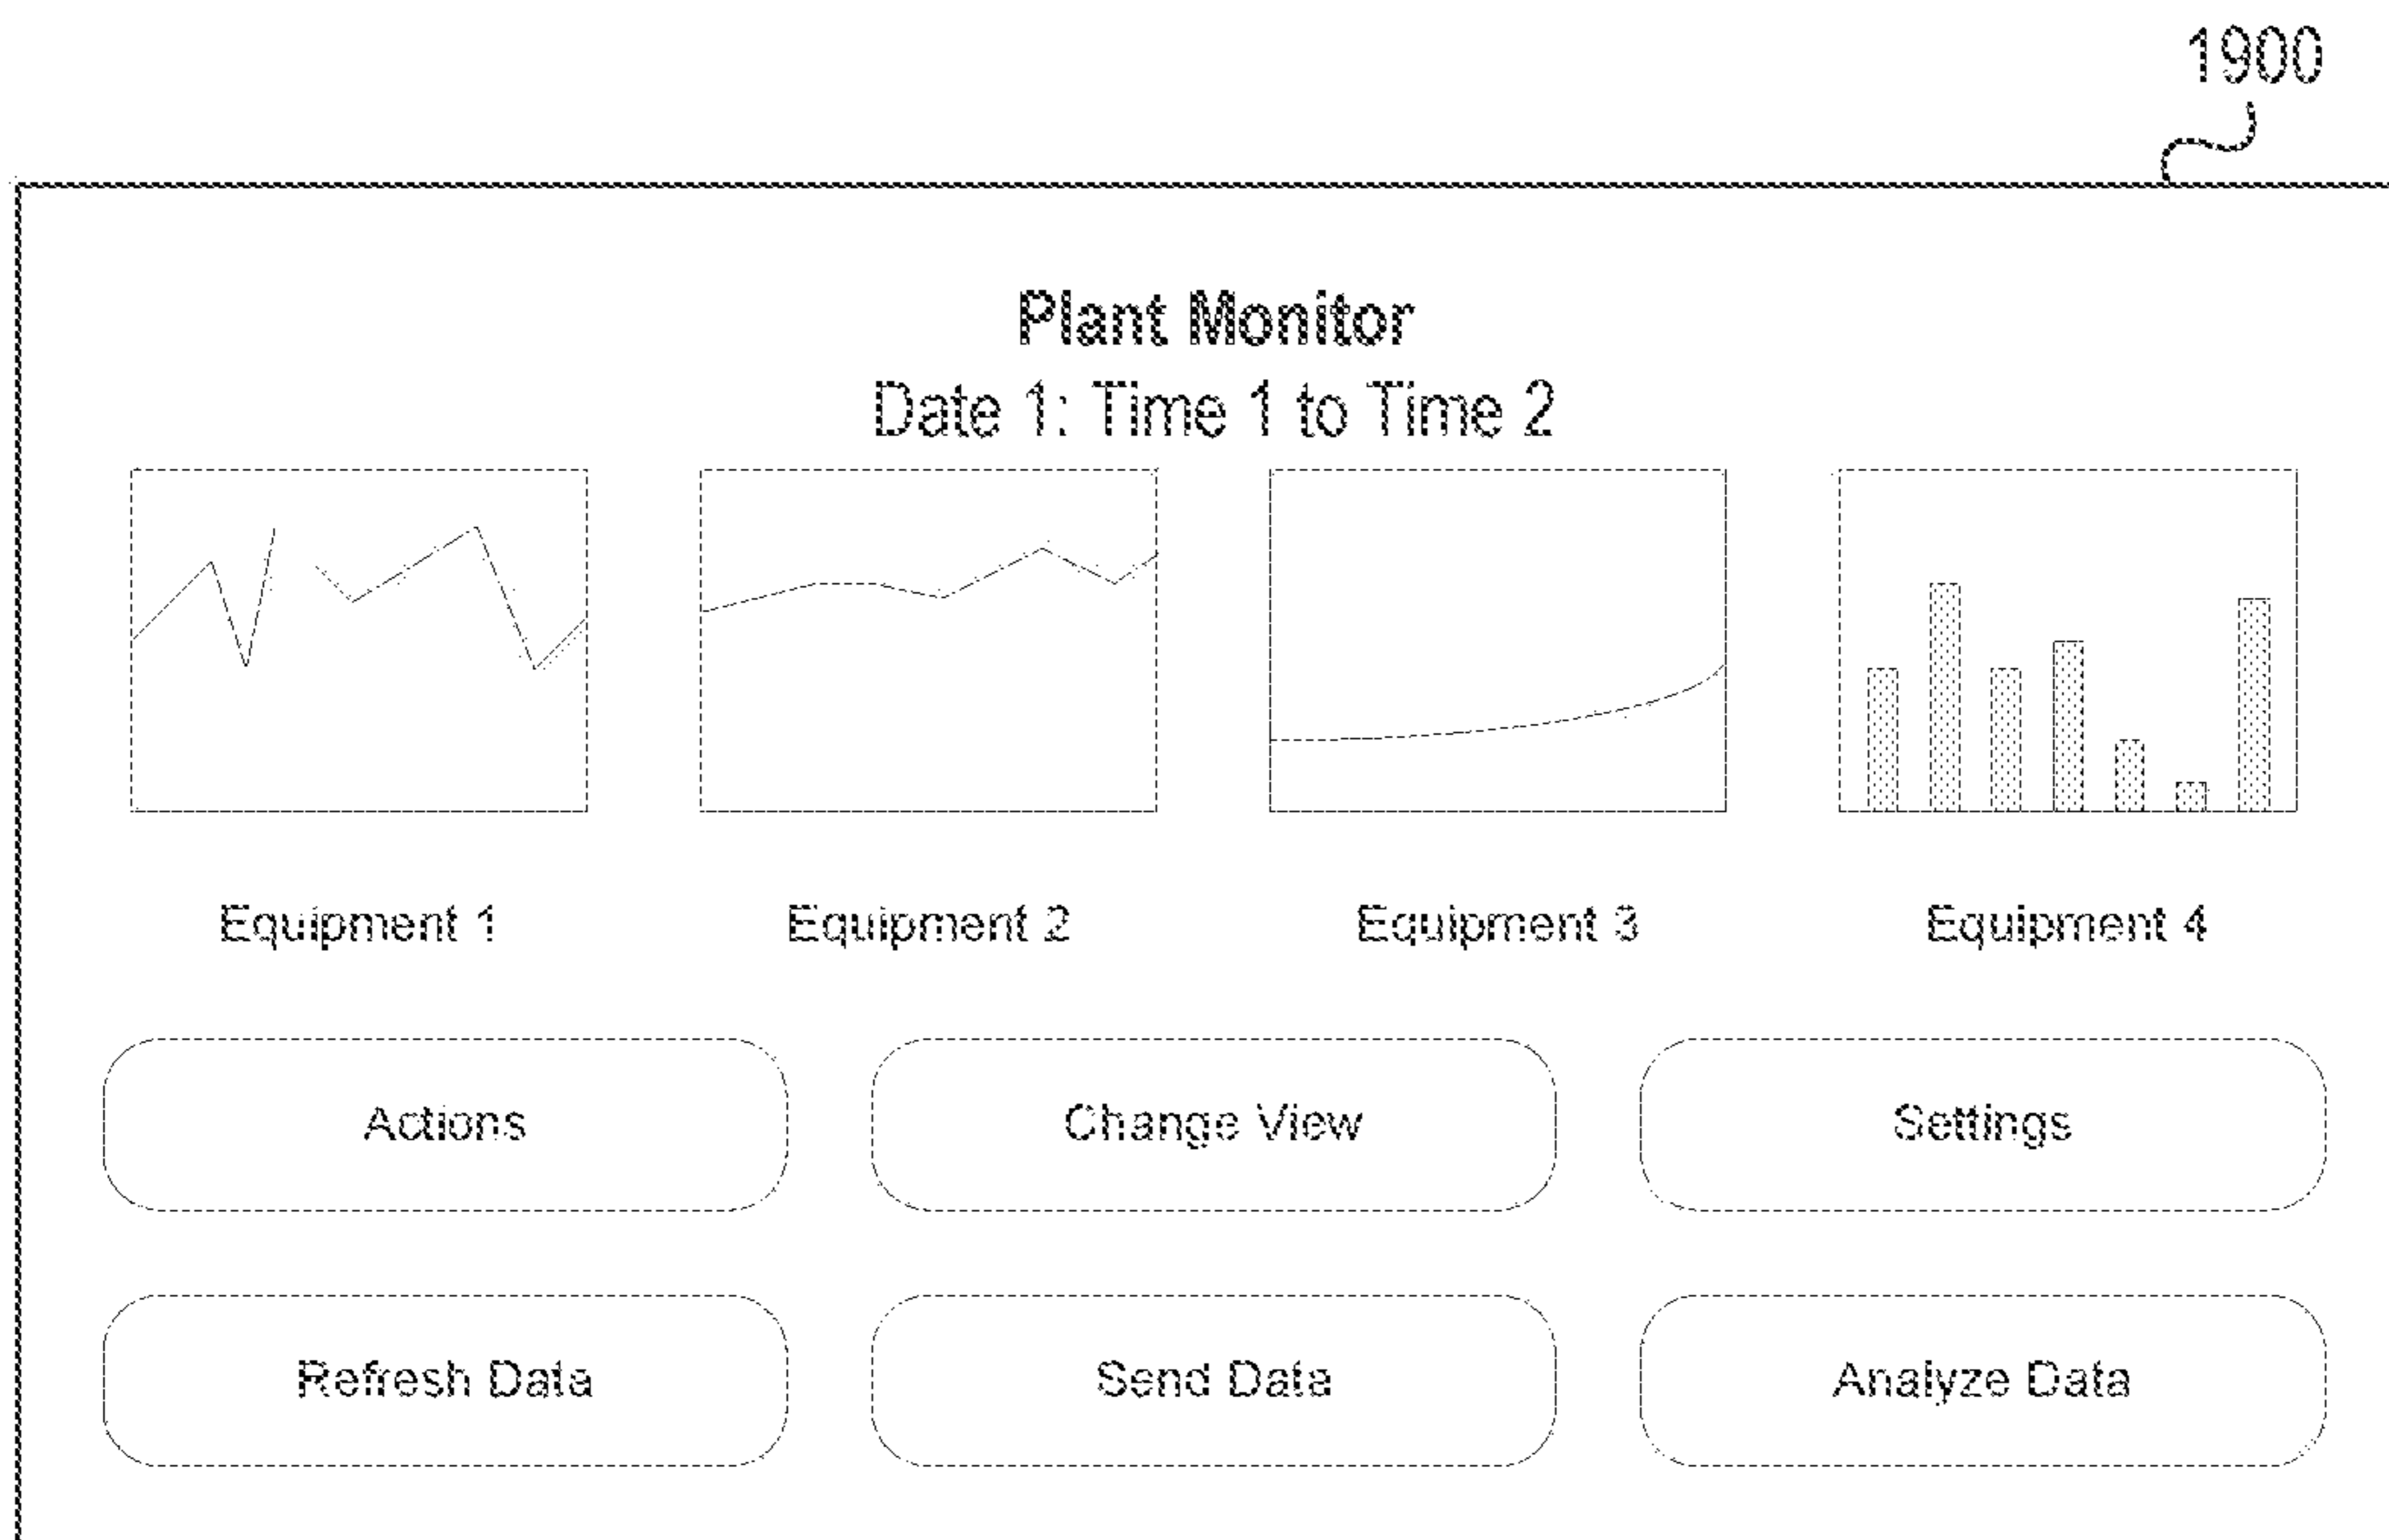 1900
Plant Monitor
Date 1: Time 1 to Time 2
Equipment 1 Equipment 2 Equipment 3 Equipment 4
Actions Change View Settings
Refresh Data Send Data Analyze Data